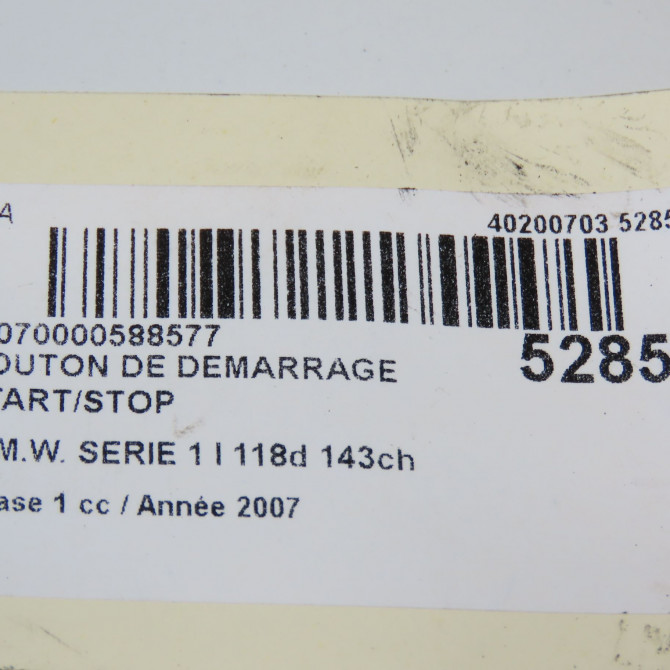 A
40200703 5285
070000588577
OUTON DE DEMARRAGE
5285
TART/STOP
M.W. SERIE 1 I 118d 143ch
ase 1 cc / Année 2007